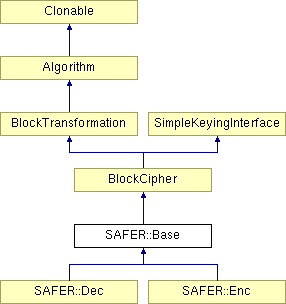 Clonable
Algorithm
BlockTransformation
SimpleKeyingInterface
BlockCipher
SAFER::Base
SAFER::Dec
SAFER::Enc